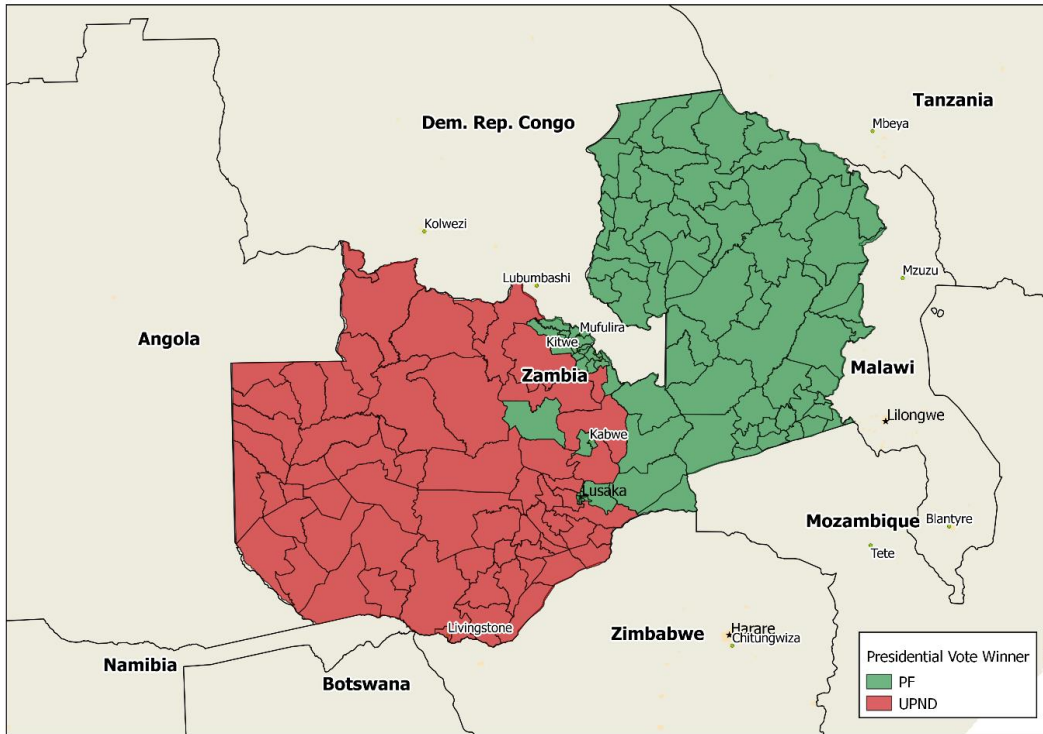 Tanzania
Mbeya
Dem. Rep. Congo
Kolwezi
Lubumbashi
Mzuzu
Angola
Mufulira
Kitwe
Zambia
Malawi
Kabwe
Lilongwe
Lusaka
Mozambique
Blantyre
Tete
Livingstone
Zimbabwe
Harare
Chitungwiza
Namibia
Botswana
Presidential Vote Winner
PF
UPND